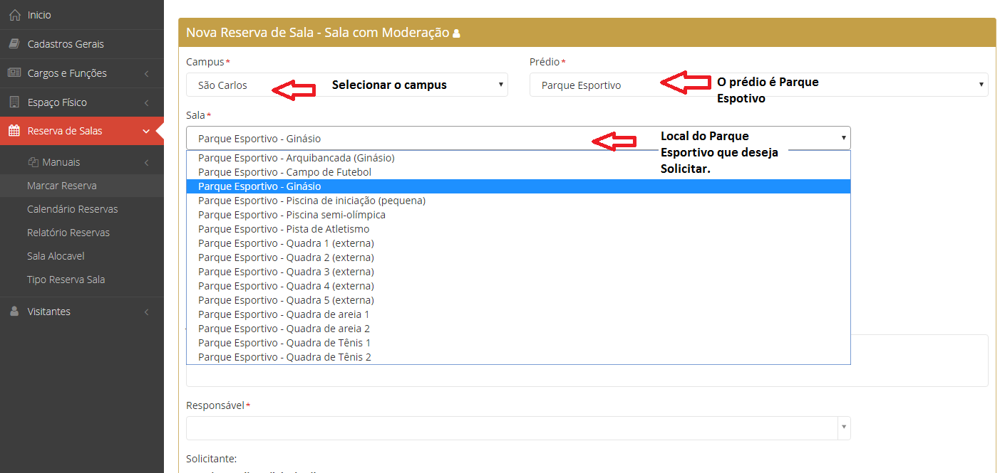 Inicio
Cadastros Gerais
Cargos e Funções
Espaço Físico
Reserva de Salas
Manuais
Marcar Reserva
Calendário Reservas
Relatório Reservas
Sala Alocavel
Tipo Reserva Sala
Visitantes
Nova Reserva de Sala - Sala com Moderação
Campus*
São Carlos
Selecionar o campus
Prédio*
Parque Esportivo
O prédio é Parque
Espotivo
Sala*
Parque Esportivo - Ginásio
Local do Parque
Esportivo que deseja
Solicitar.
Parque Esportivo - Arquibancada (Ginásio)
Parque Esportivo - Campo de Futebol
Parque Esportivo - Ginásio
Parque Esportivo - Piscina de iniciação (pequena)
Parque Esportivo - Piscina semi-olímpica
Parque Esportivo - Pista de Atletismo
Parque Esportivo - Quadra 1 (externa)
Parque Esportivo - Quadra 2 (externa)
Parque Esportivo - Quadra 3 (externa)
Parque Esportivo - Quadra 4 (externa)
Parque Esportivo - Quadra 5 (externa)
Parque Esportivo - Quadra de areia 1
Parque Esportivo - Quadra de areia 2
Parque Esportivo - Quadra de Tênis 1
Parque Esportivo - Quadra de Tênis 2
Responsável*
Solicitante: